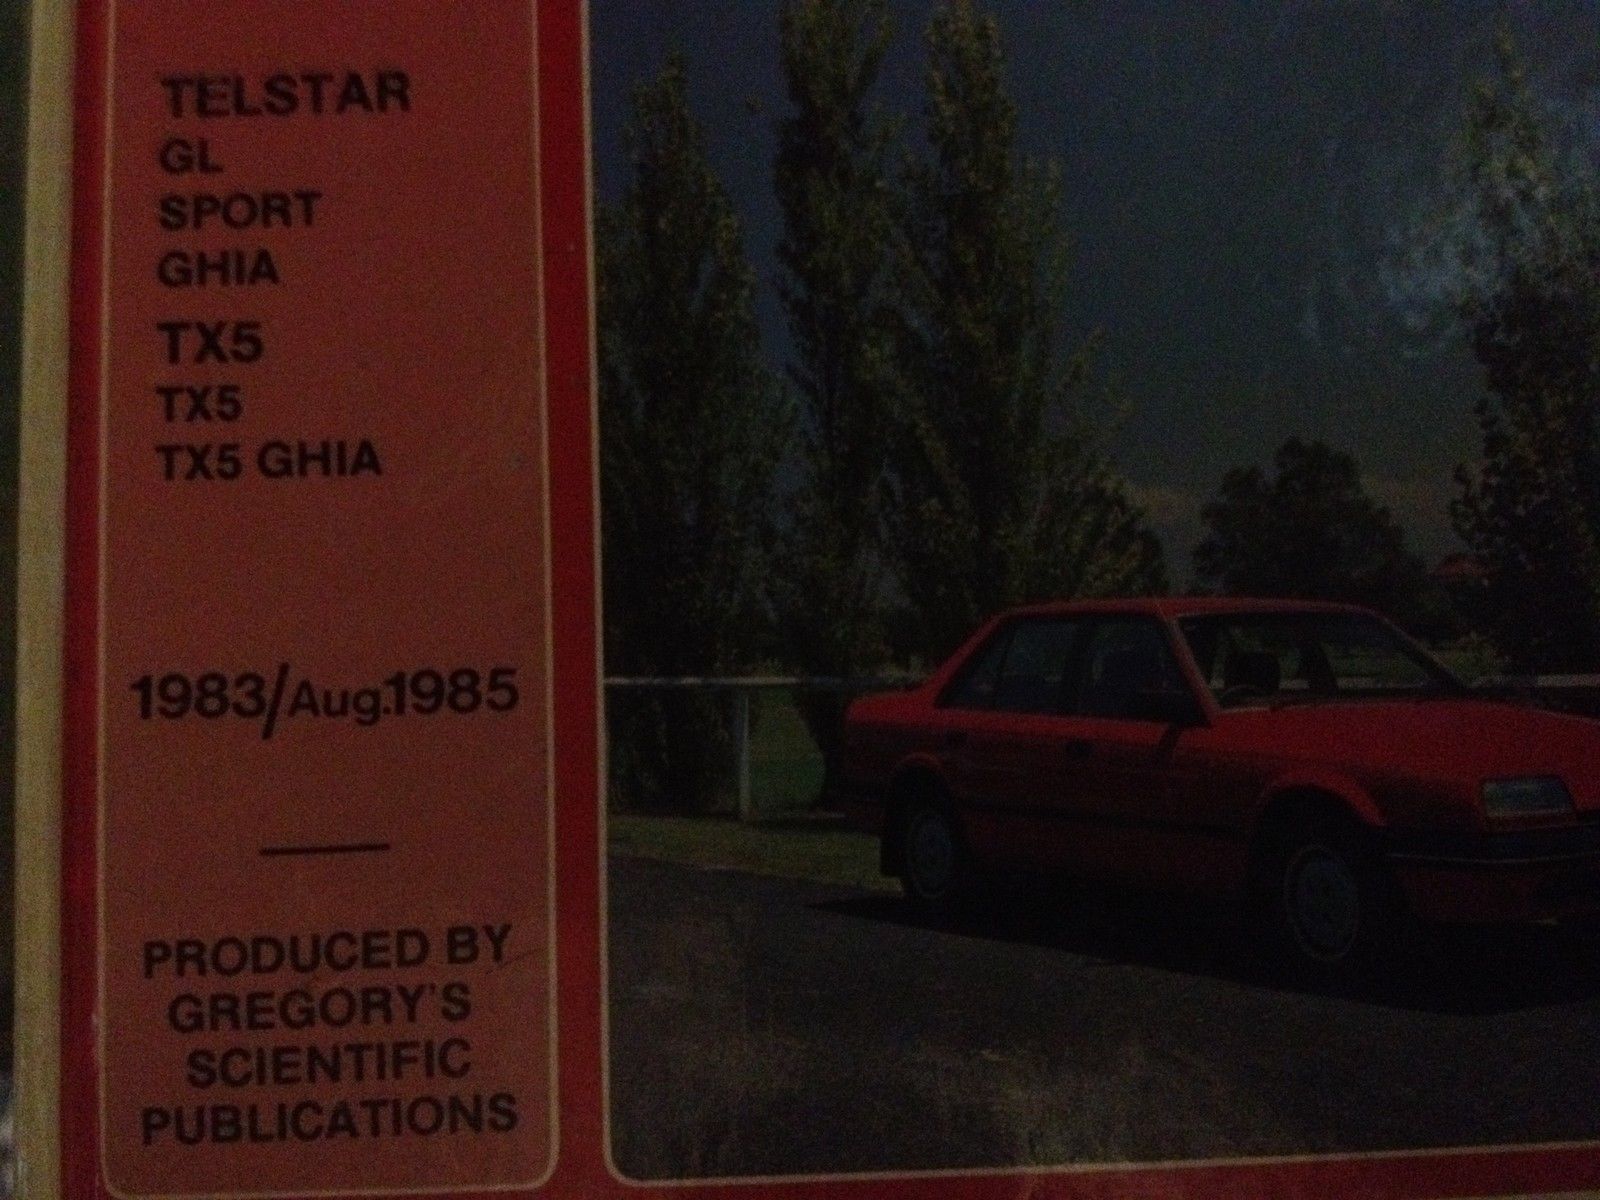 TELSTAR
GL
SPORT
GHIA
TX5
TX5
TX5 GHIA
1983/Aug.1985
PRODUCED BY
GREGORY'S
SCIENTIFIC
PUBLICATIONS